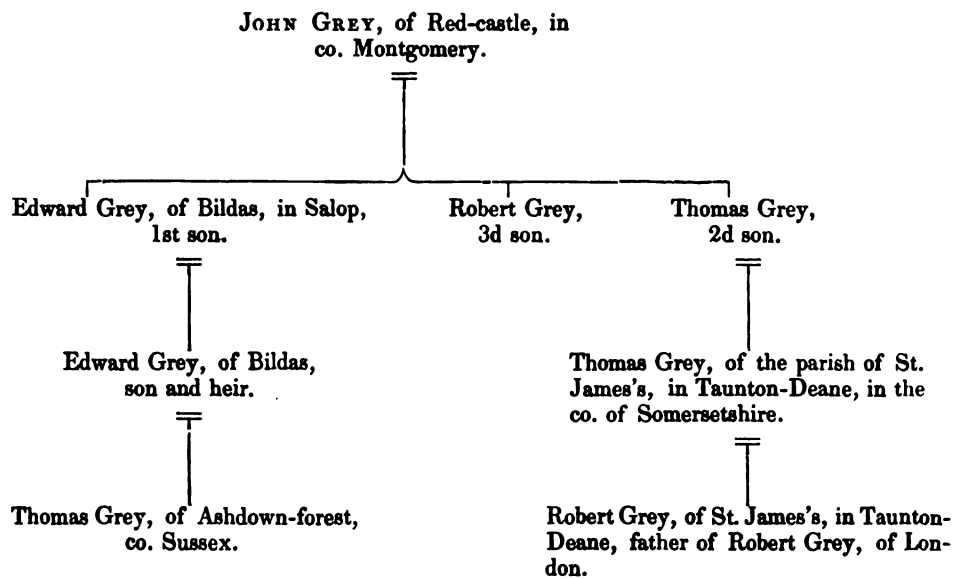 JOHN GREY, of Red-castle, in
co. Montgomery.
Edward Grey, of Bildas, in Salop,
1st son.
Robert Grey,
3d son.
Thomas Grey,
2d son.
Edward Grey, of Bildas,
son and heir.
Thomas Grey, of the parish of St.
James's, in Taunton-Deane, in the
co. of Somersetshire.
Thomas Grey, of Ashdown-forest,
co. Sussex.
Robert Grey, of St. James's, in Taunton-
Deane, father of Robert Grey, of Lon-
don.